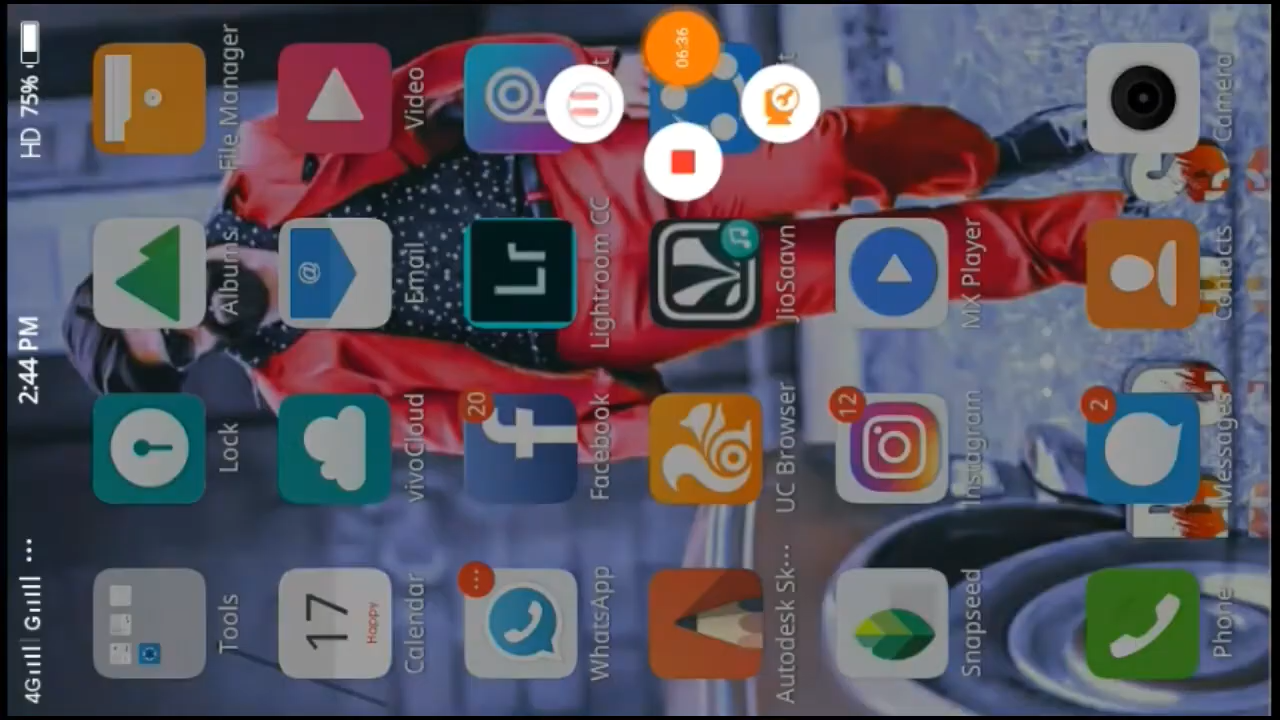 4G G ...
2:44 PM
HD 75%
Tools
Lock
Albums
File Manager
17
Happy
Calendar
vivoCloud
@
Email
Video
WhatsApp
20
f
Facebook
Lr
Lightroom CC
t
Autodesk Sk...
UC Browser
JioSaavn
06:36
t
Snapseed
12
Instagram
MX Player
Phone
2
Messages
Contacts
Camera